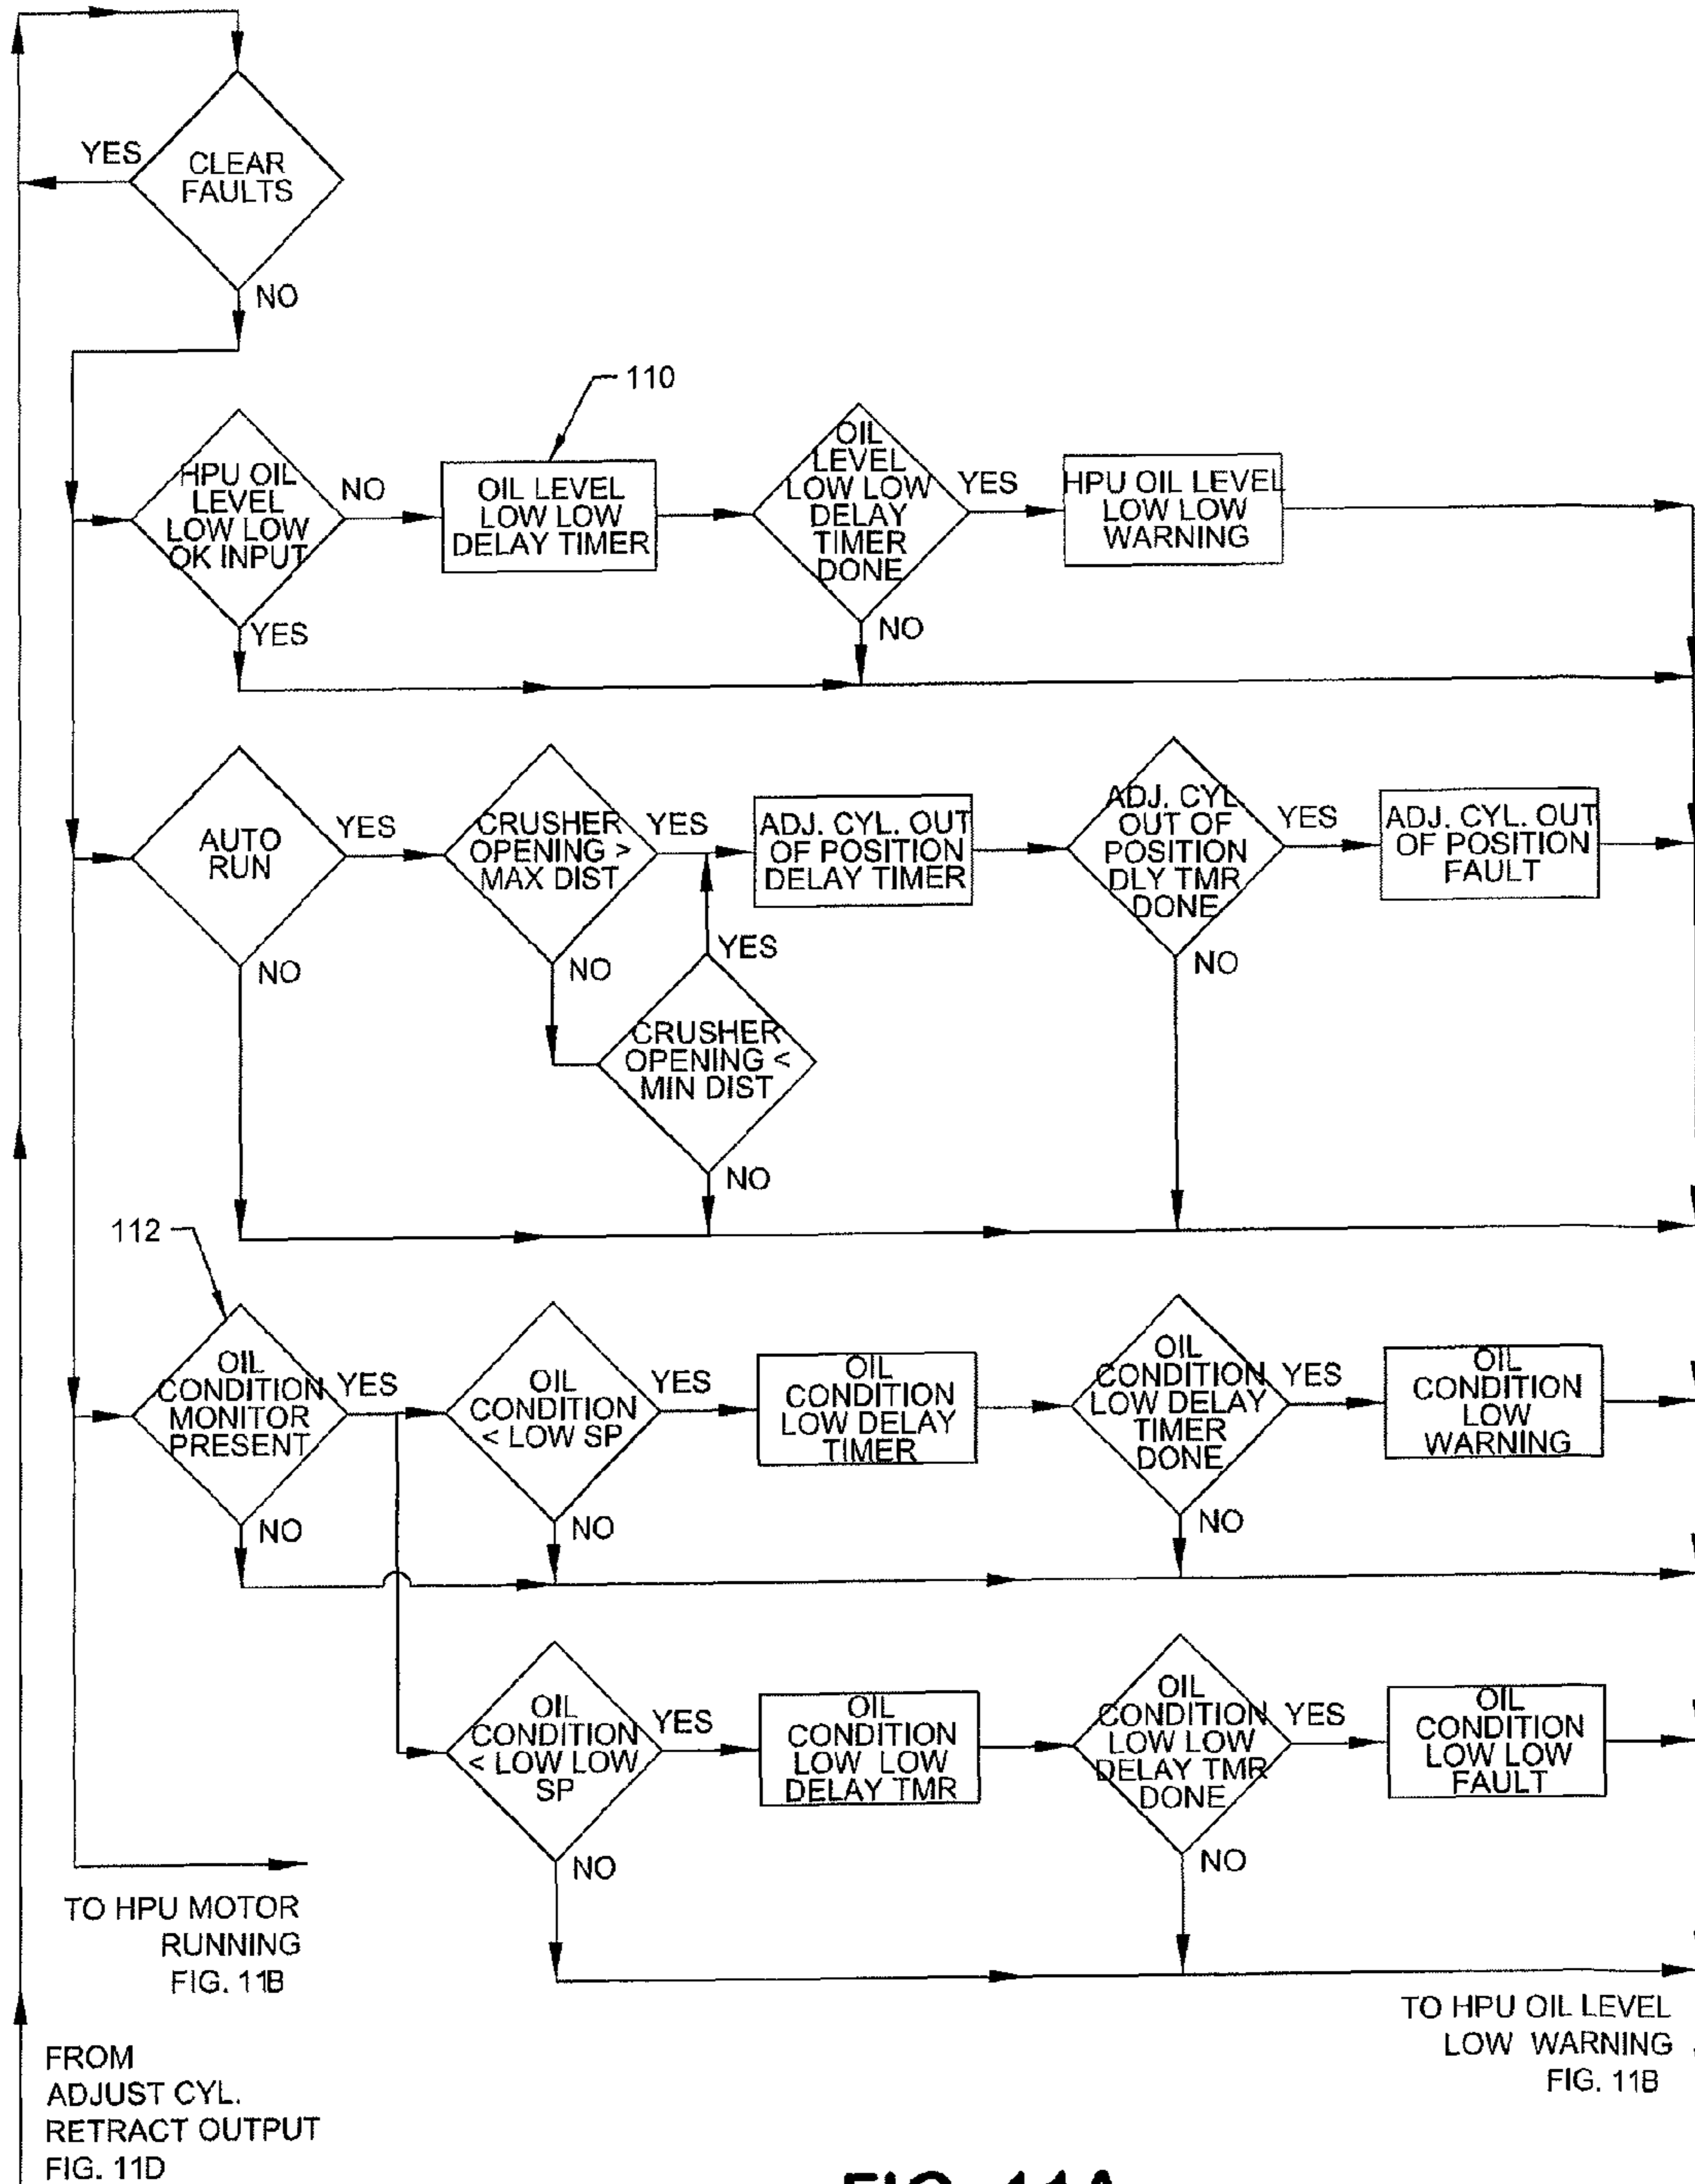 YES
CLEAR
FAULTS
NO
110
HPU OIL
LEVEL
LOW LOW
OK INPUT
NO
YES
OIL LEVEL
LOW LOW
DELAY TIMER
OIL
LEVEL
LOW LOW
DELAY
TIMER
DONE
YES
NO
HPU OIL LEVEL
LOW LOW
WARNING
AUTO
RUN
YES
NO
CRUSHER
OPENING >
MAX DIST
YES
NO
CRUSHER
OPENING <
MIN DIST
YES
NO
ADJ. CYL. OUT
OF POSITION
DELAY TIMER
ADJ. CYL
OUT OF
POSITION
DLY TMR
DONE
YES
NO
ADJ. CYL. OUT
OF POSITION
FAULT
112
OIL
CONDITION
MONITOR
PRESENT
YES
NO
OIL
CONDITION
< LOW SP
YES
NO
OIL
CONDITION
LOW DELAY
TIMER
OIL
CONDITION
LOW DELAY
TIMER
DONE
YES
NO
OIL
CONDITION
LOW
WARNING
OIL
CONDITION
< LOW LOW
SP
YES
NO
OIL
CONDITION
LOW LOW
DELAY TMR
OIL
CONDITION
LOW LOW
DELAY TMR
DONE
YES
NO
OIL
CONDITION
LOW LOW
FAULT
TO HPU MOTOR
RUNNING
FIG. 11B
TO HPU OIL LEVEL
LOW WARNING
FIG. 11B
FROM
ADJUST CYL.
RETRACT OUTPUT
FIG. 11D
FIG. 11A